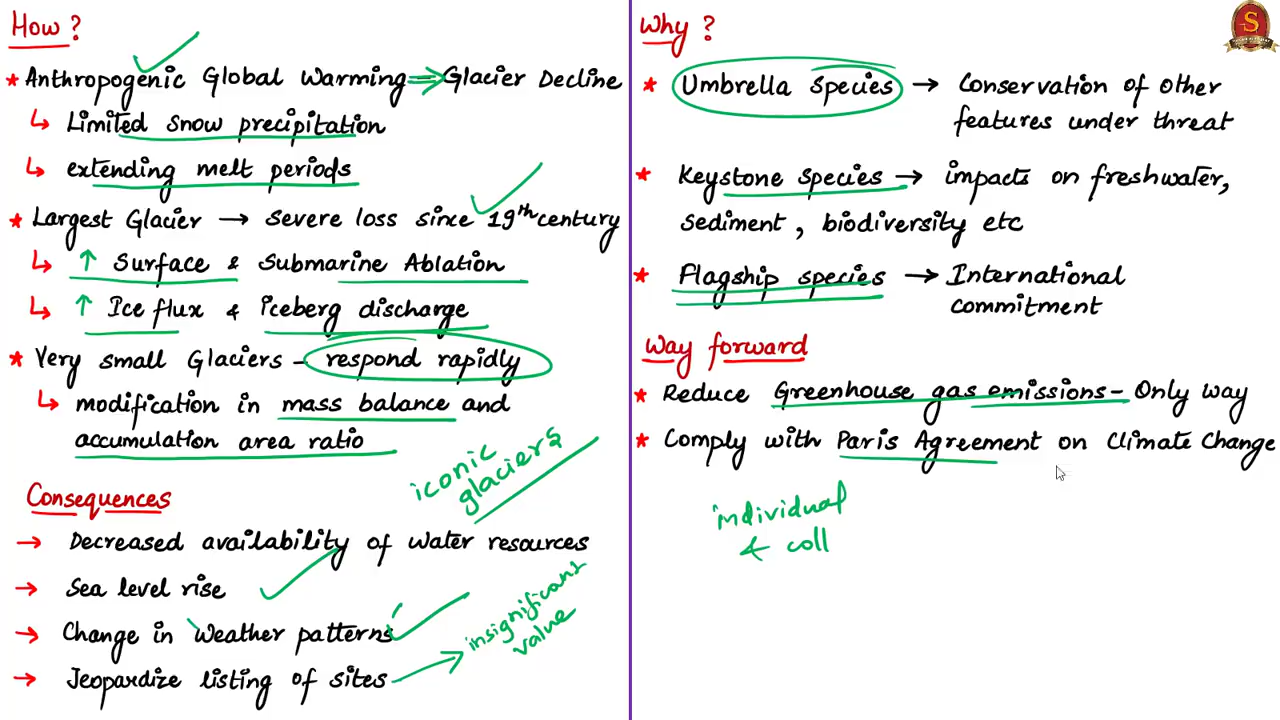 How ?
* Anthropogenic Global Warming ⇒ Glacier Decline
↳ Limited snow precipitation
↳ extending melt periods
* Largest Glacier → Severe loss since 19th century
↳ ↑ Surface & Submarine Ablation
↳ ↑ Ice flux & Iceberg discharge
* Very small Glaciers – respond rapidly
↳ modification in mass balance and
accumulation area ratio
iconic
glaciers
Consequences
→ Decreased availability of water resources
→ Sea level rise
→ Change in weather patterns
→ Jeopardize listing of sites
→ insignificant
value
Why ?
* Umbrella species → Conservation of other
features under threat
* Keystone species → impacts on freshwater,
sediment, biodiversity etc
* Flagship species → International
commitment
Way forward
* Reduce Greenhouse gas emissions – Only way
* Comply with Paris Agreement on Climate Change
individual
& coll
S